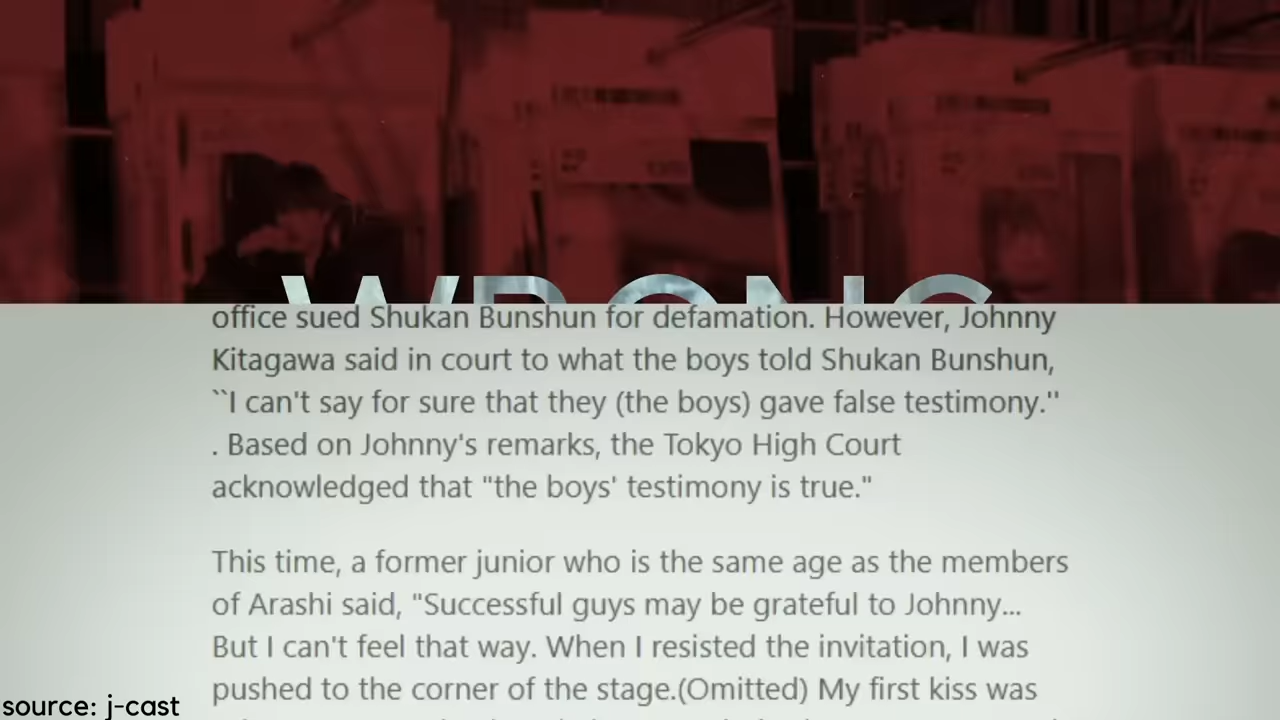 WRONG
office sued Shukan Bunshun for defamation. However, Johnny
Kitagawa said in court to what the boys told Shukan Bunshun,
``I can't say for sure that they (the boys) gave false testimony.''
. Based on Johnny's remarks, the Tokyo High Court
acknowledged that "the boys' testimony is true."
This time, a former junior who is the same age as the members
of Arashi said, "Successful guys may be grateful to Johnny...
But I can't feel that way. When I resisted the invitation, I was
pushed to the corner of the stage.(Omitted) My first kiss was
source: j-cast